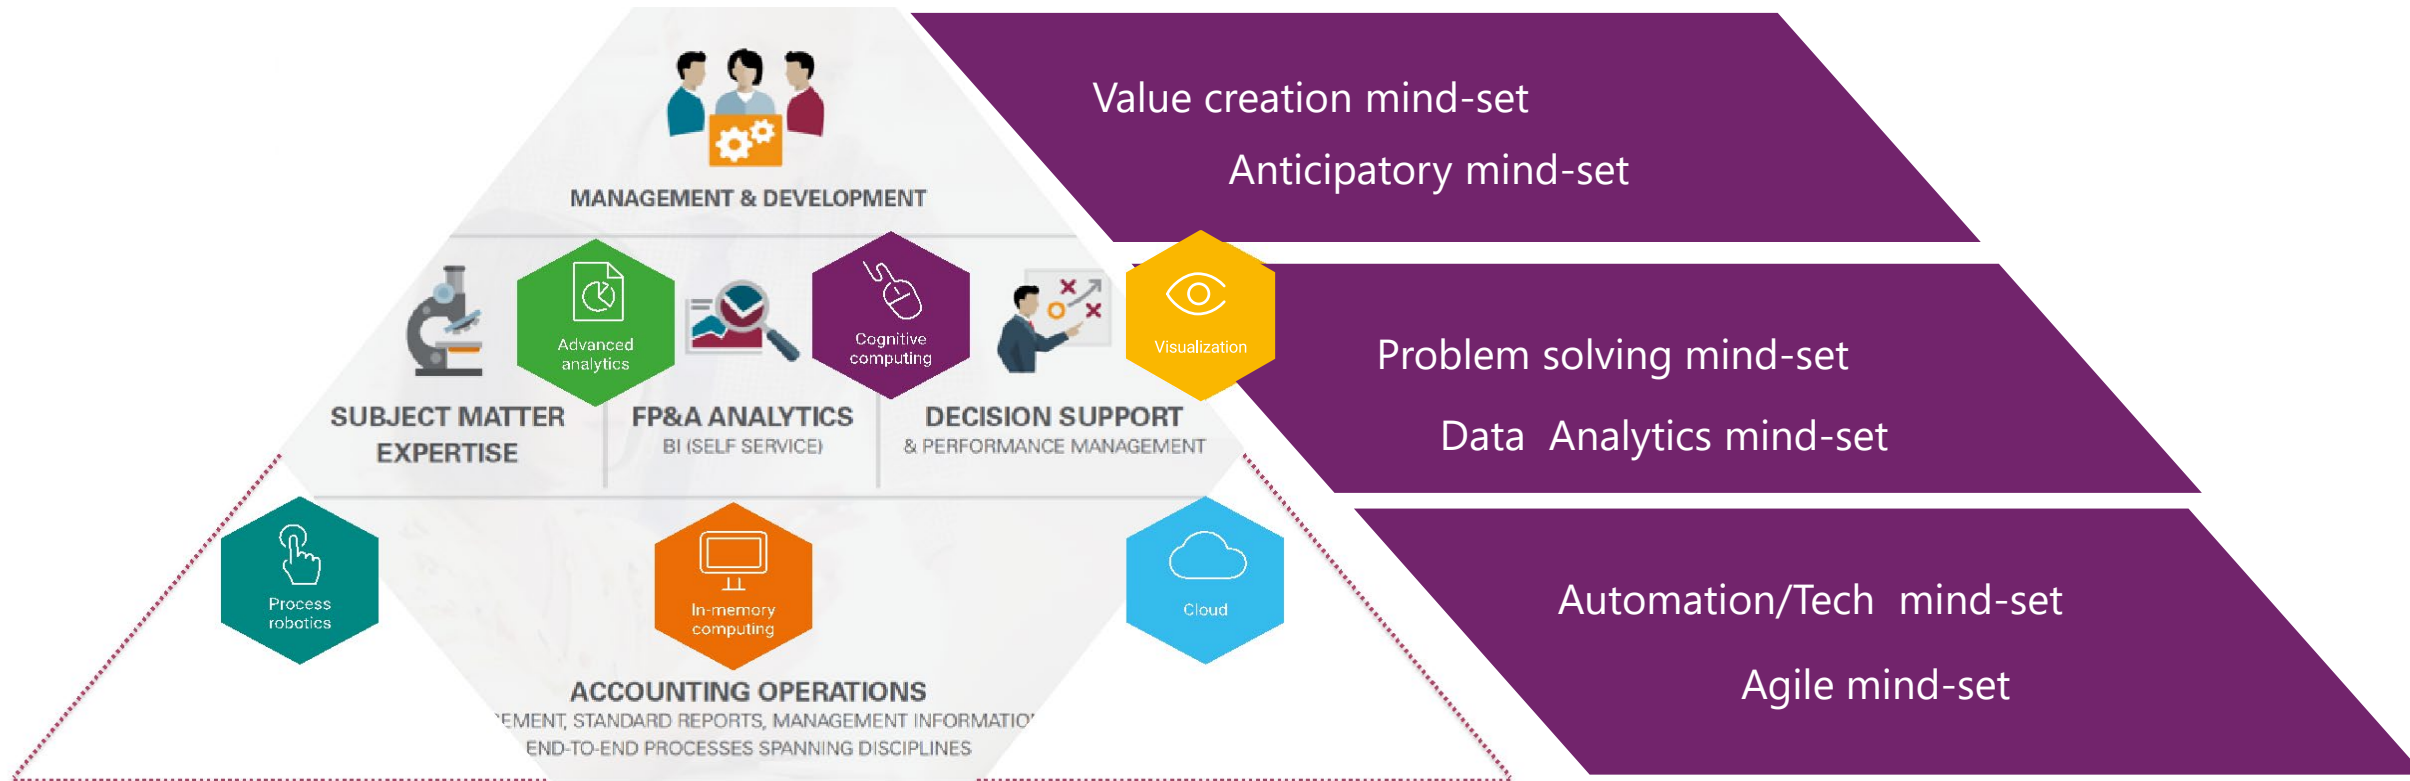 Value creation mind-set
Anticipatory mind-set
MANAGEMENT & DEVELOPMENT
Advanced
analytics
Cognitive
computing
Visualization
SUBJECT MATTER
EXPERTISE
FP&A ANALYTICS
BI (SELF SERVICE)
DECISION SUPPORT
& PERFORMANCE MANAGEMENT
Problem solving mind-set
Data  Analytics mind-set
Process
robotics
In-memory
computing
Cloud
Automation/Tech  mind-set
Agile mind-set
ACCOUNTING OPERATIONS
STANDARD REPORTS, MANAGEMENT
END-TO-END PROCESSES SPANNING DISCIPLINES